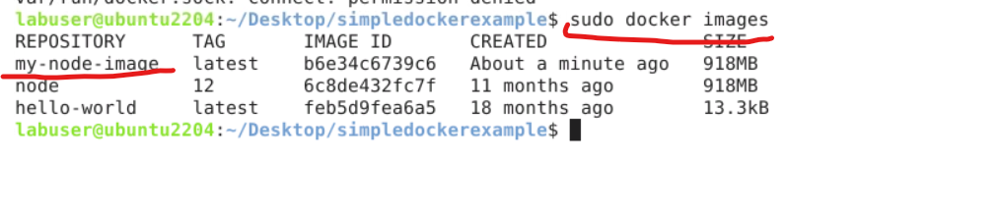 var/run/docker.sock: connect: permission denied
labuser@ubuntu2204:~/Desktop/simpledockerexample$ sudo docker images
REPOSITORY TAG IMAGE ID CREATED SIZE
my-node-image latest b6e34c6739c6 About a minute ago 918MB
node 12 6c8de432fc7f 11 months ago 918MB
hello-world latest feb5d9fea6a5 18 months ago 13.3kB
labuser@ubuntu2204:~/Desktop/simpledockerexample$